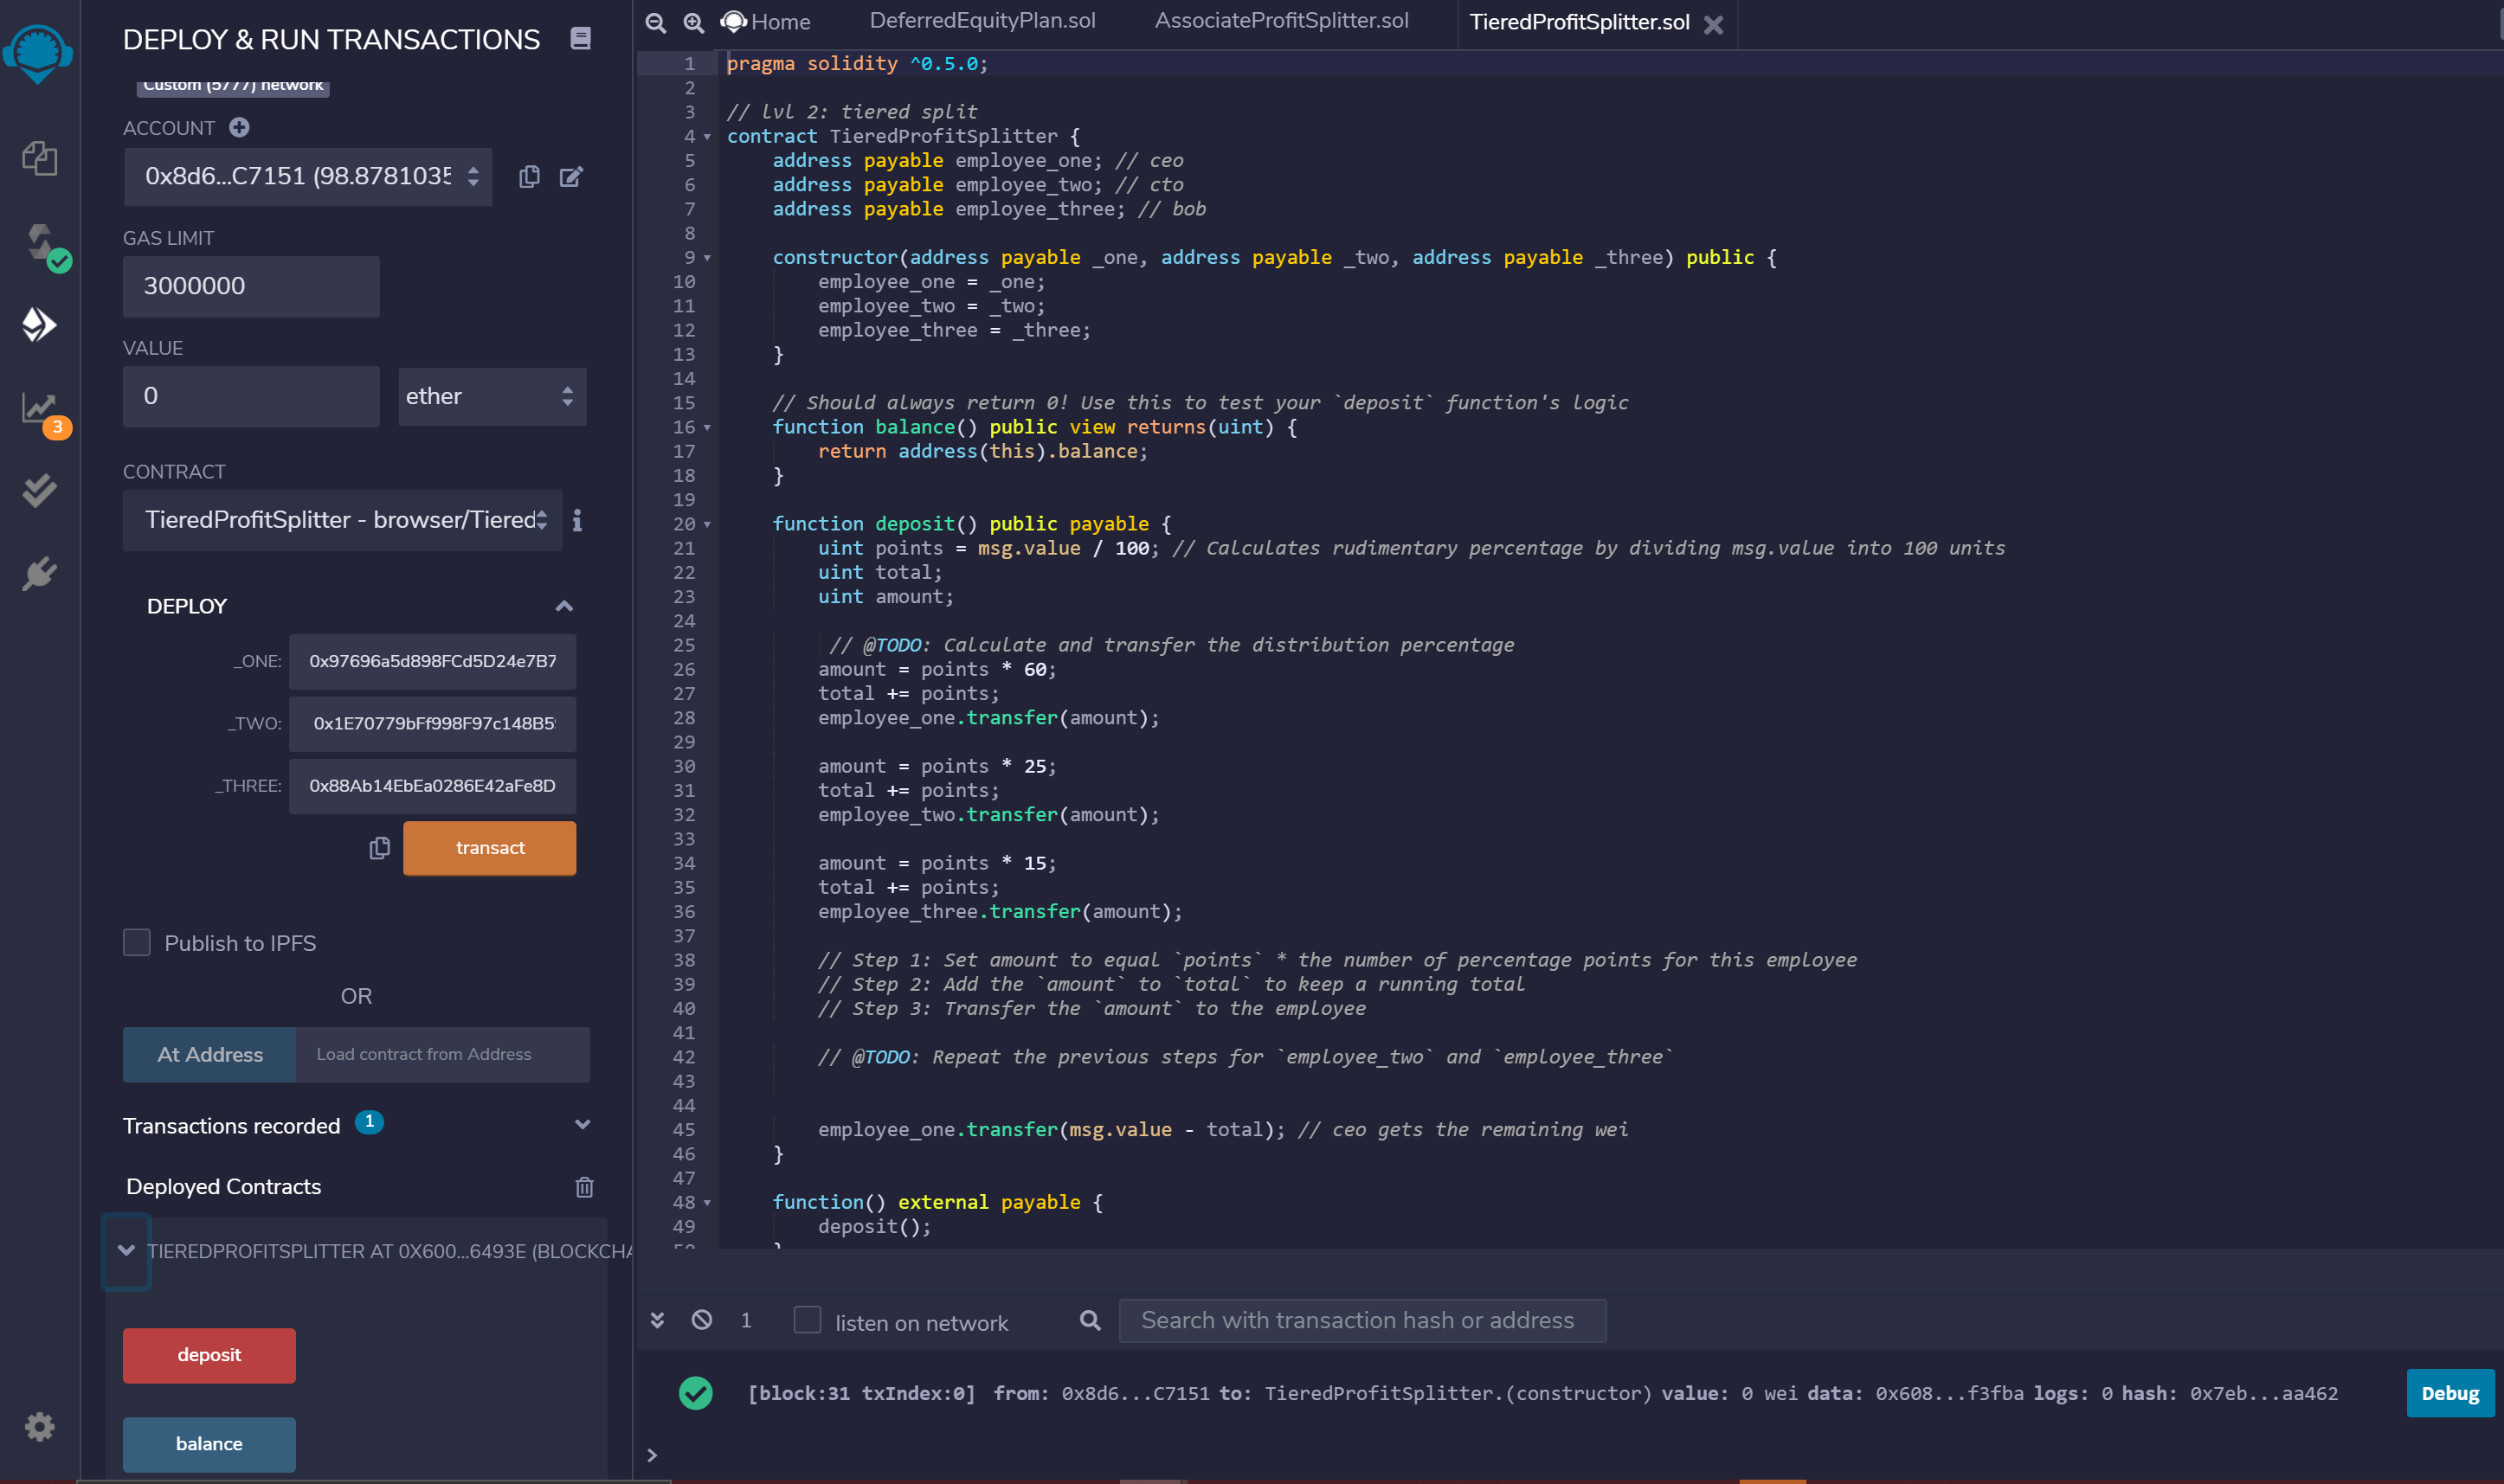 DEPLOY & RUN TRANSACTIONS
Custom (5777) network
ACCOUNT
0x8d6...C7151 (98.8781035
GAS LIMIT
3000000
VALUE
0
ether
CONTRACT
TieredProfitSplitter - browser/Tiered
DEPLOY
_ONE: 0x97696a5d898FCd5D24e7B7
_TWO: 0x1E70779bFf998F97c148B5
_THREE: 0x88Ab14EbEa0286E42aFe8D
transact
Publish to IPFS
OR
At Address
Load contract from Address
Transactions recorded 1
Deployed Contracts
TIEREDPROFITSPLITTER AT 0X600...6493E (BLOCKCHA
deposit
balance
3
Home
DeferredEquityPlan.sol
AssociateProfitSplitter.sol
TieredProfitSplitter.sol
1 pragma solidity ^0.5.0;
2
3 // lvl 2: tiered split
4 contract TieredProfitSplitter {
5 address payable employee_one; // ceo
6 address payable employee_two; // cto
7 address payable employee_three; // bob
8
9 constructor(address payable _one, address payable _two, address payable _three) public {
10 employee_one = _one;
11 employee_two = _two;
12 employee_three = _three;
13 }
14
15 // Should always return 0! Use this to test your `deposit` function's logic
16 function balance() public view returns(uint) {
17 return address(this).balance;
18 }
19
20 function deposit() public payable {
21 uint points = msg.value / 100; // Calculates rudimentary percentage by dividing msg.value into 100 units
22 uint total;
23 uint amount;
24
25 // @TODO: Calculate and transfer the distribution percentage
26 amount = points * 60;
27 total += points;
28 employee_one.transfer(amount);
29
30 amount = points * 25;
31 total += points;
32 employee_two.transfer(amount);
33
34 amount = points * 15;
35 total += points;
36 employee_three.transfer(amount);
37
38 // Step 1: Set amount to equal `points` * the number of percentage points for this employee
39 // Step 2: Add the `amount` to `total` to keep a running total
40 // Step 3: Transfer the `amount` to the employee
41
42 // @TODO: Repeat the previous steps for `employee_two` and `employee_three`
43
44
45 employee_one.transfer(msg.value - total); // ceo gets the remaining wei
46 }
47
48 function() external payable {
49 deposit();
50 }
1
listen on network
Search with transaction hash or address
[block:31 txIndex:0] from: 0x8d6...C7151 to: TieredProfitSplitter.(constructor) value: 0 wei data: 0x608...f3fba logs: 0 hash: 0x7eb...aa462
Debug
>